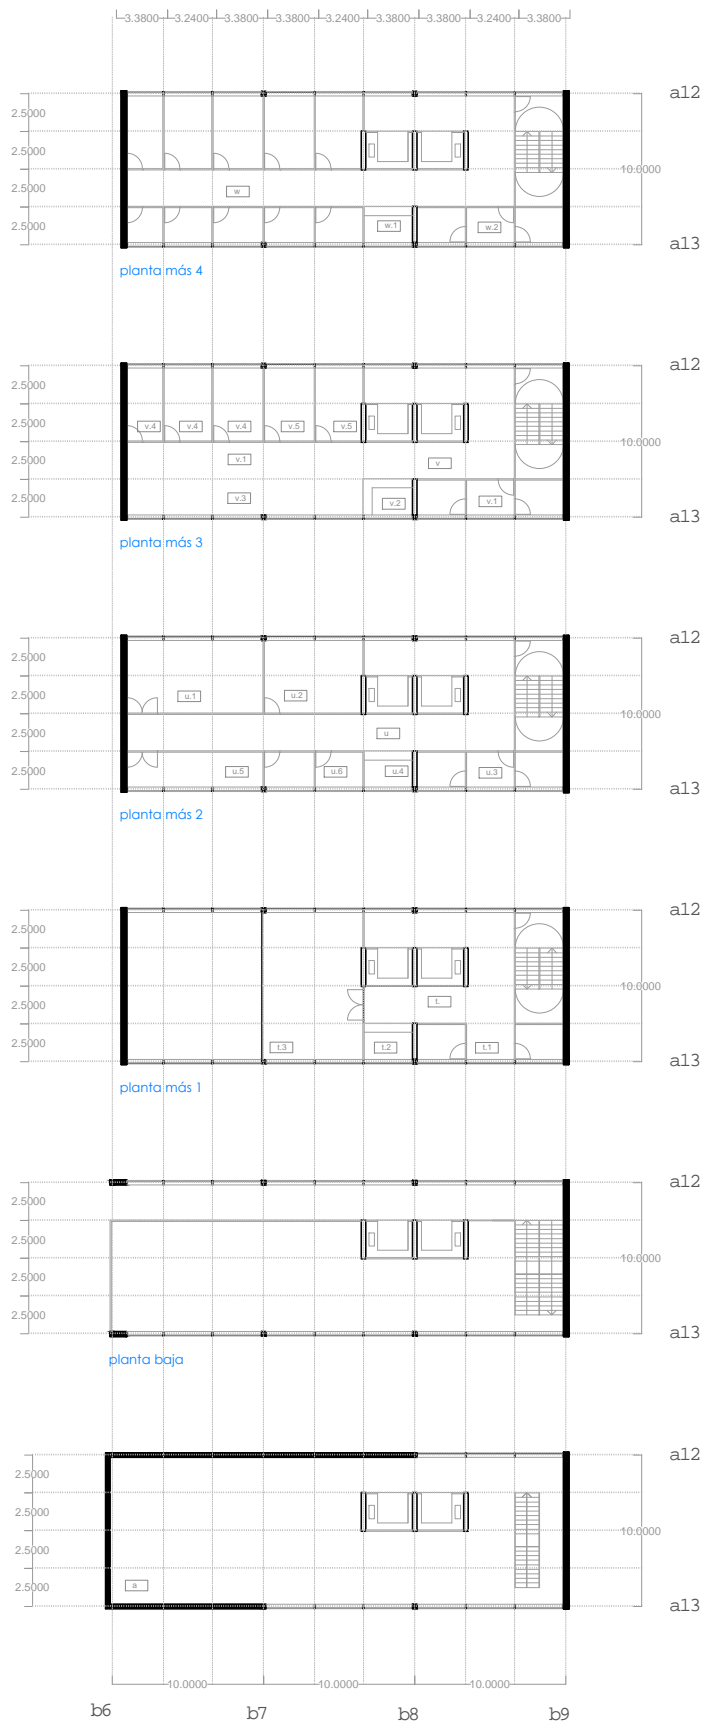 3.3800 3.2400 3.3800 3.3800 3.2400 3.3800 3.3800 3.2400 3.3800
a12
2.5000
2.5000
10.0000
2.5000
w
2.5000
w.1
w.2
a13
planta más 4
a12
2.5000
2.5000
v.4
v.4
v.4
v.5
v.5
10.0000
2.5000
v.1
v
2.5000
v.3
v.2
v.1
a13
planta más 3
a12
2.5000
2.5000
u.1
u.2
10.0000
2.5000
u
2.5000
u.5
u.6
u.4
u.3
a13
planta más 2
a12
2.5000
2.5000
10.0000
2.5000
t.
2.5000
t.3
t.2
t.1
a13
planta más 1
a12
2.5000
2.5000
10.0000
2.5000
2.5000
a13
planta baja
a12
2.5000
2.5000
10.0000
2.5000
2.5000
a
a13
10.0000 10.0000 10.0000
b6 b7 b8 b9